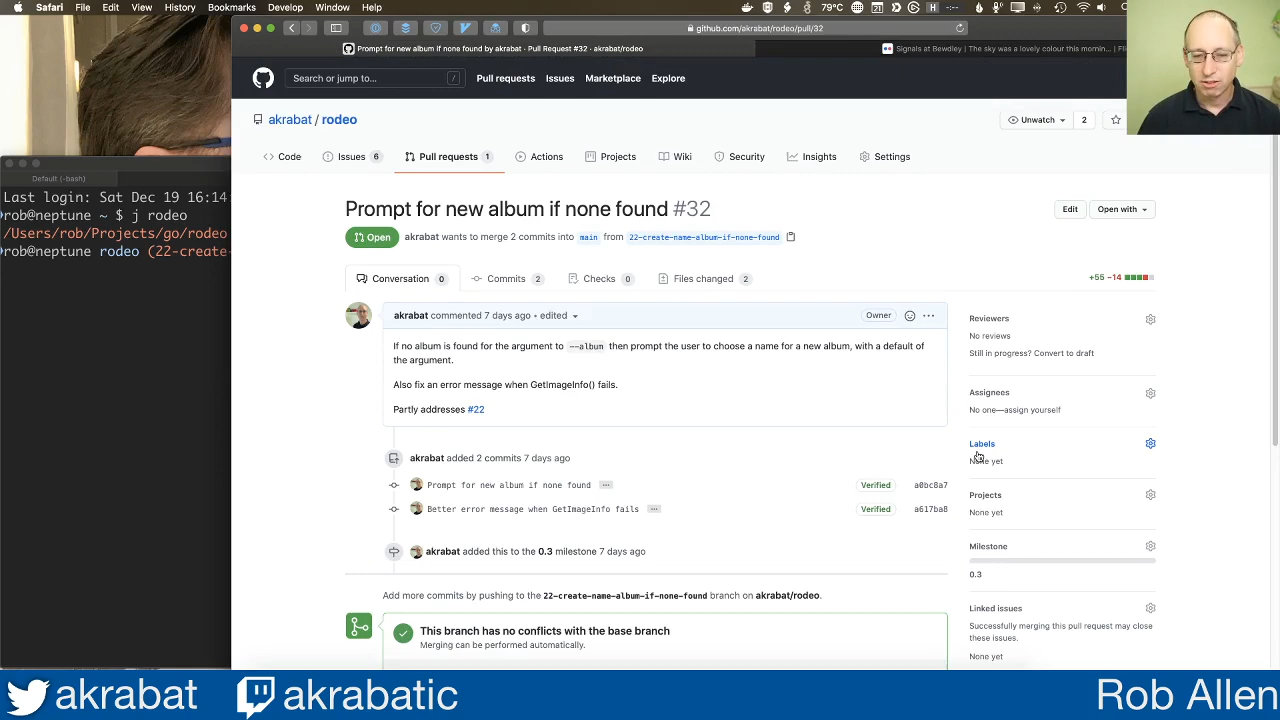 Safari File Edit View History Bookmarks Develop Window Help
79°C
github.com/akrabat/rodeo/pull/32
Prompt for new album if none found by akrabat · Pull Request #32 · akrabat/rodeo
Signals at Bewdley | The sky was a lovely colour this mornin... | Fli
Search or jump to... /
Pull requests Issues Marketplace Explore
akrabat / rodeo
Unwatch 2
Code Issues 6 Pull requests 1 Actions Projects Wiki Security Insights Settings
Default (-bash)
Last login: Sat Dec 19 16:14:
rob@neptune ~ $ j rodeo
/Users/rob/Projects/go/rodeo
rob@neptune rodeo (22-create-
Prompt for new album if none found #32
Edit Open with
Open akrabat wants to merge 2 commits into main from 22-create-name-album-if-none-found
Conversation 0 Commits 2 Checks 0 Files changed 2
+55 −14
akrabat commented 7 days ago • edited
Owner
If no album is found for the argument to --album then prompt the user to choose a name for a new album, with a default of
the argument.
Also fix an error message when GetImageInfo() fails.
Partly addresses #22
akrabat added 2 commits 7 days ago
Prompt for new album if none found ... Verified a0bc8a7
Better error message when GetImageInfo fails ... Verified a617ba8
akrabat added this to the 0.3 milestone 7 days ago
Add more commits by pushing to the 22-create-name-album-if-none-found branch on akrabat/rodeo.
This branch has no conflicts with the base branch
Merging can be performed automatically.
Reviewers
No reviews
Still in progress? Convert to draft
Assignees
No one—assign yourself
Labels
None yet
Projects
None yet
Milestone
0.3
Linked issues
Successfully merging this pull request may close
these issues.
None yet
akrabat akrabatic Rob Allen